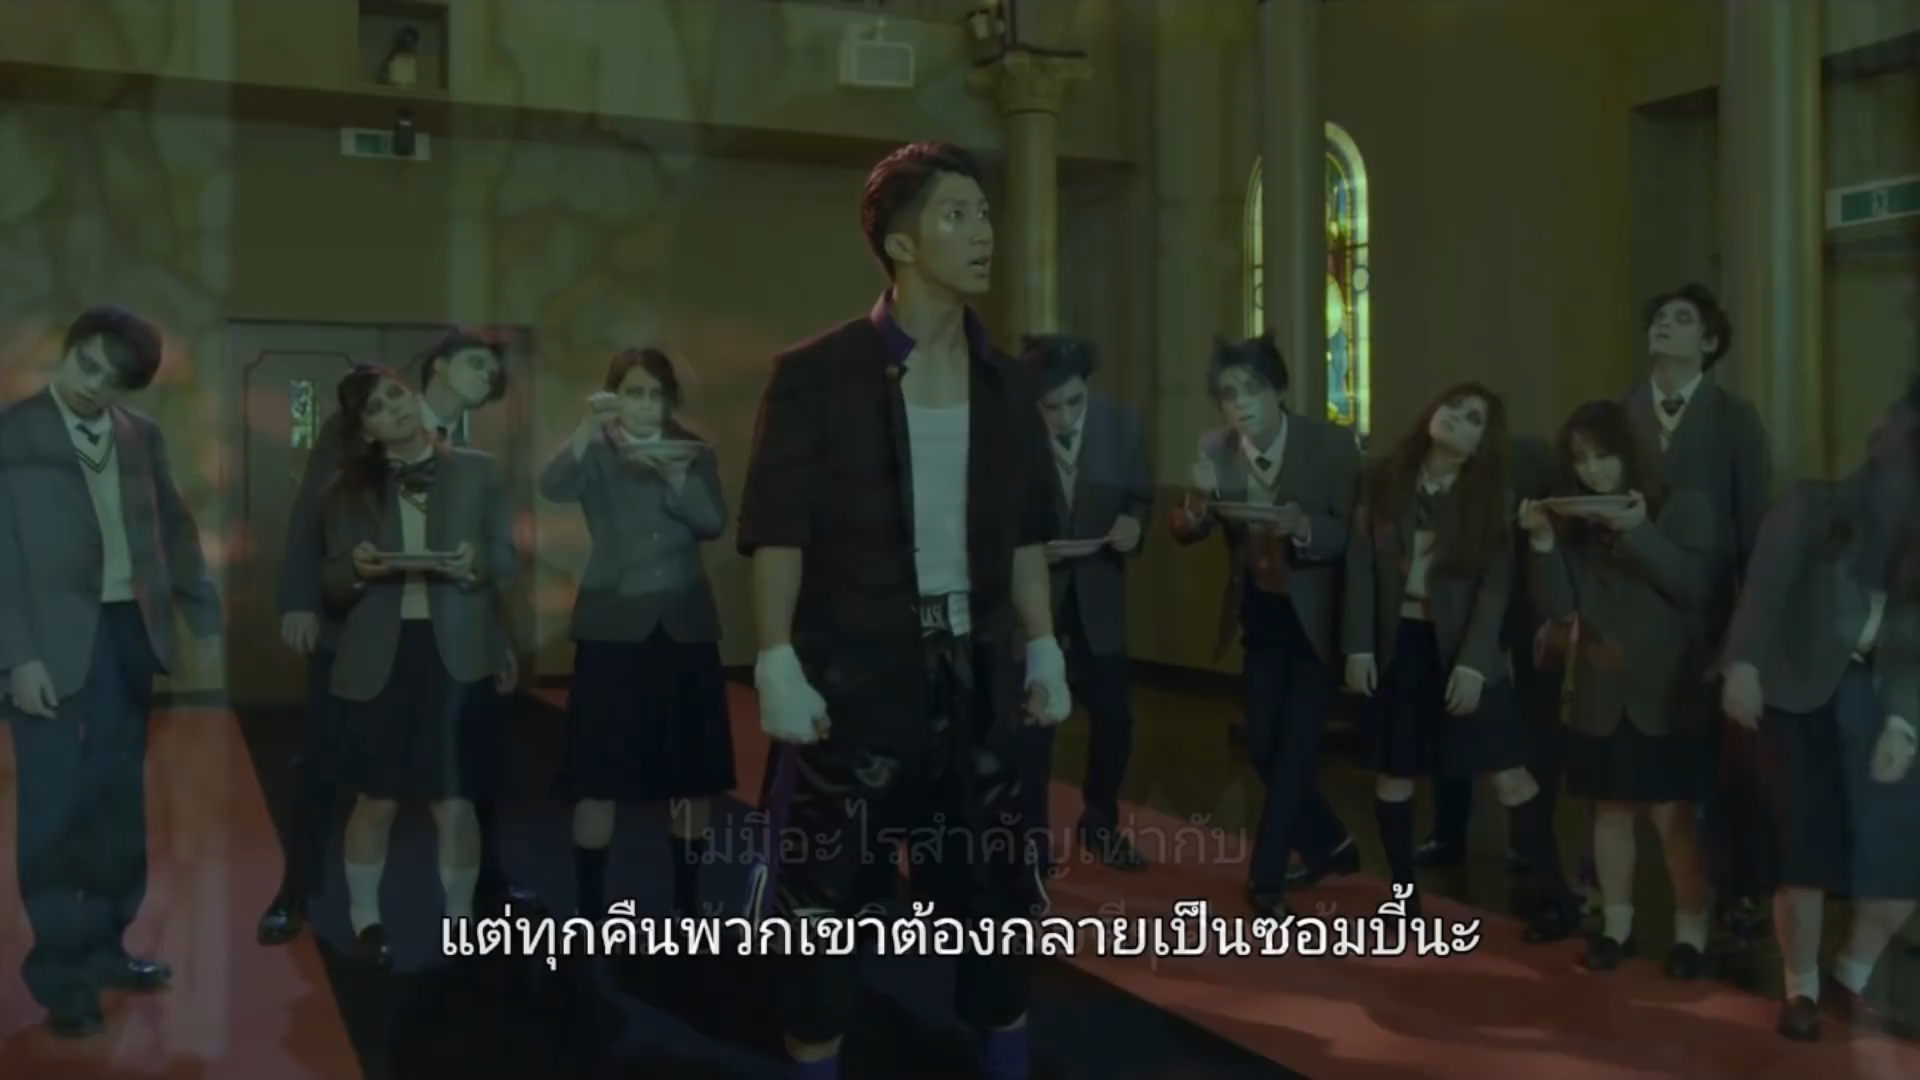 ไม่มีอะไรสำคัญเท่ากับ
แต่ทุกคืนพวกเขาต้องกลายเป็นซอมบี้นะ